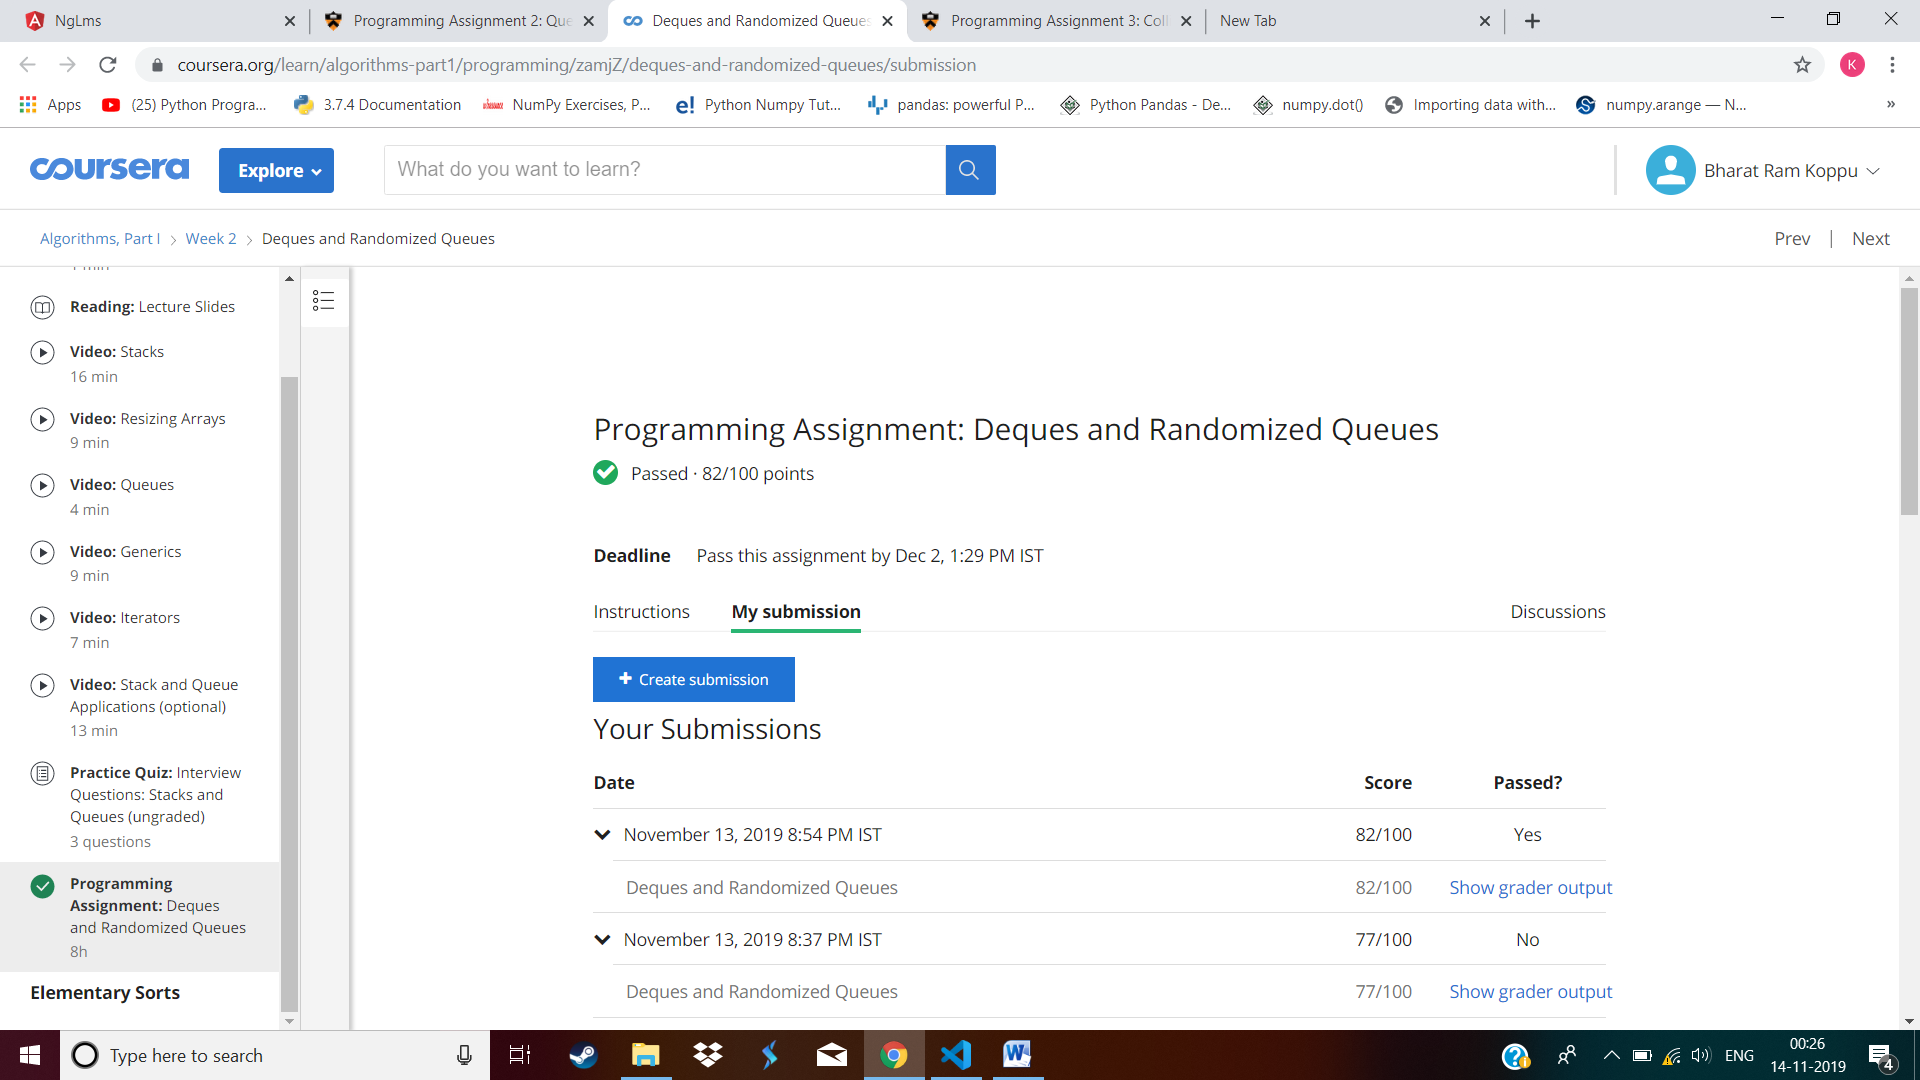 NgLms
Programming Assignment 2: Que
Deques and Randomized Queues
Programming Assignment 3: Coll
New Tab
coursera.org/learn/algorithms-part1/programming/zamjZ/deques-and-randomized-queues/submission
K
Apps
(25) Python Progra...
3.7.4 Documentation
NumPy Exercises, P...
e! Python Numpy Tut...
pandas: powerful P...
Python Pandas - De...
numpy.dot()
Importing data with...
numpy.arange — N...
»
coursera
Explore
What do you want to learn?
Bharat Ram Koppu
Algorithms, Part I > Week 2 > Deques and Randomized Queues
Prev | Next
Reading: Lecture Slides
Video: Stacks
16 min
Video: Resizing Arrays
9 min
Video: Queues
4 min
Video: Generics
9 min
Video: Iterators
7 min
Video: Stack and Queue
Applications (optional)
13 min
Practice Quiz: Interview
Questions: Stacks and
Queues (ungraded)
3 questions
Programming
Assignment: Deques
and Randomized Queues
8h
Elementary Sorts
Programming Assignment: Deques and Randomized Queues
Passed · 82/100 points
Deadline Pass this assignment by Dec 2, 1:29 PM IST
Instructions My submission Discussions
+ Create submission
Your Submissions
Date Score Passed?
November 13, 2019 8:54 PM IST 82/100 Yes
Deques and Randomized Queues 82/100 Show grader output
November 13, 2019 8:37 PM IST 77/100 No
Deques and Randomized Queues 77/100 Show grader output
Type here to search
ENG
00:26
14-11-2019
4